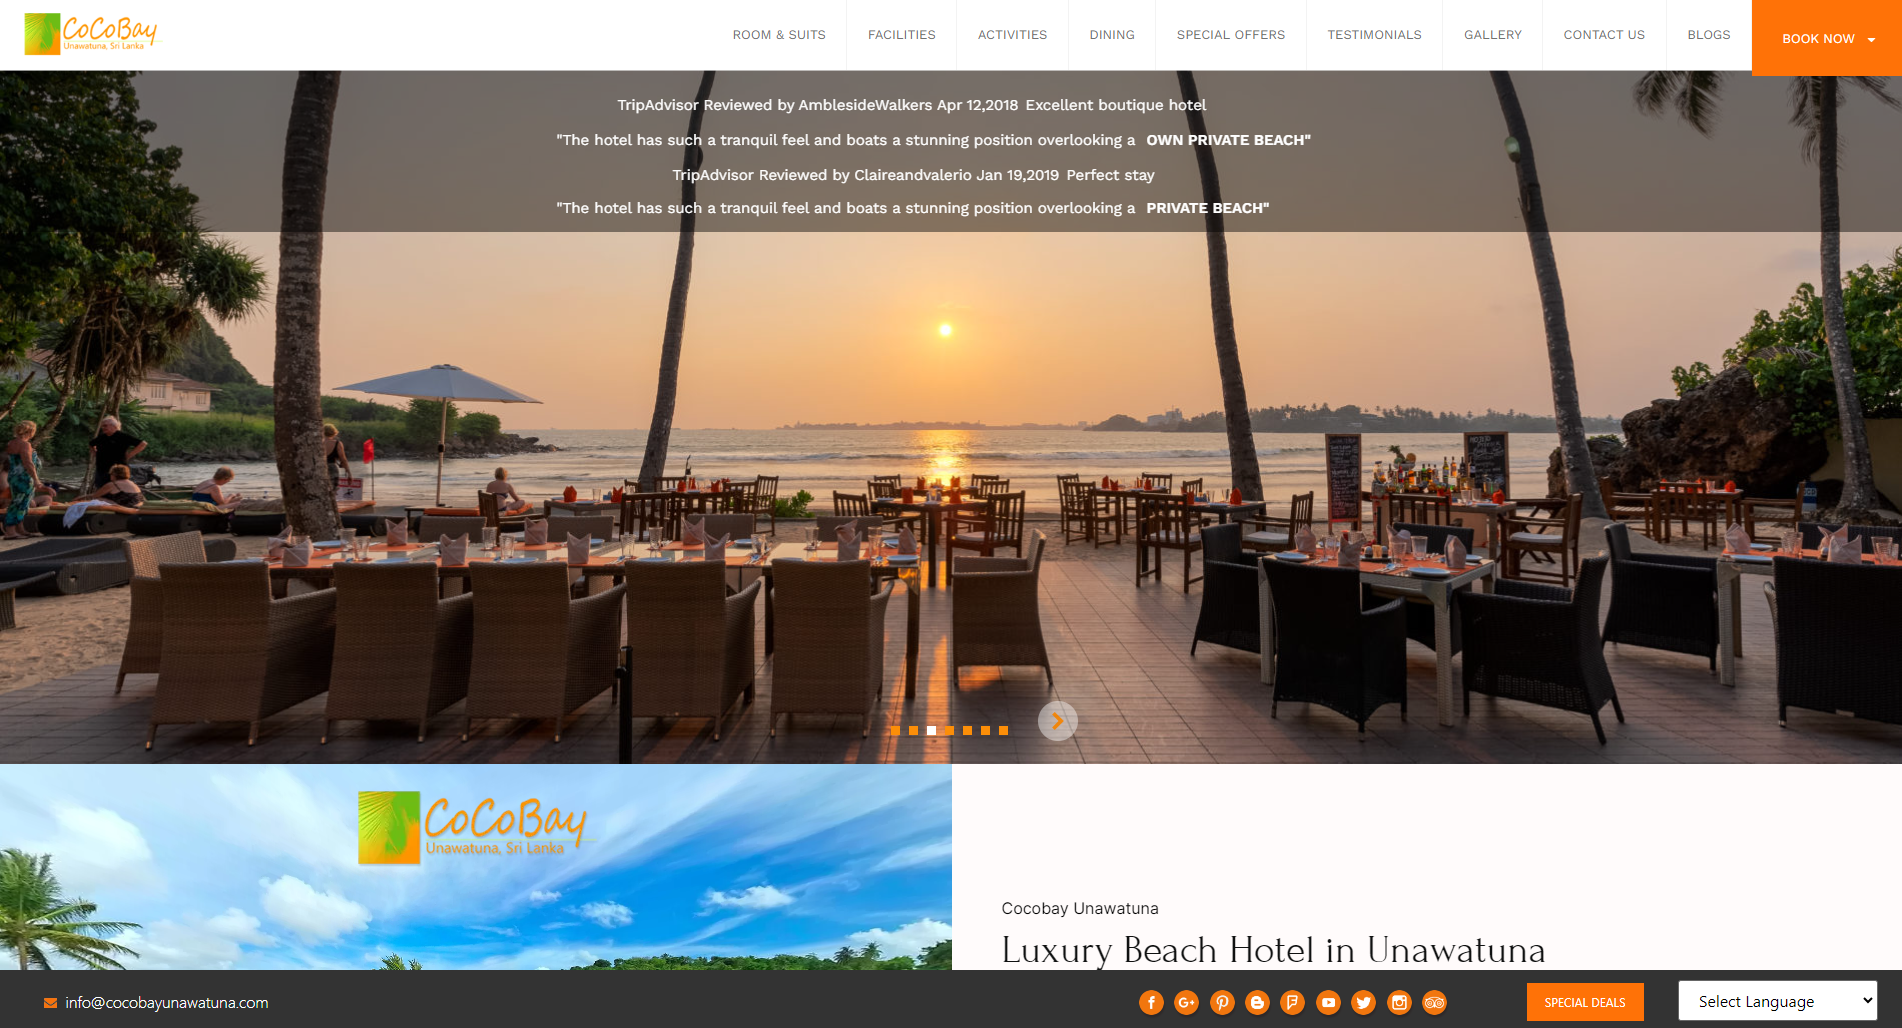 CoCoBay
Unawatuna, Sri Lanka
ROOM & SUITS
FACILITIES
ACTIVITIES
DINING
SPECIAL OFFERS
TESTIMONIALS
GALLERY
CONTACT US
BLOGS
BOOK NOW
TripAdvisor Reviewed by AmblesideWalkers Apr 12,2018 Excellent boutique hotel
"The hotel has such a tranquil feel and boats a stunning position overlooking a OWN PRIVATE BEACH"
TripAdvisor Reviewed by Claireandvalerio Jan 19,2019 Perfect stay
"The hotel has such a tranquil feel and boats a stunning position overlooking a PRIVATE BEACH"
CoCoBay
Unawatuna, Sri Lanka
Cocobay Unawatuna
Luxury Beach Hotel in Unawatuna
info@cocobayunawatuna.com
SPECIAL DEALS
Select Language